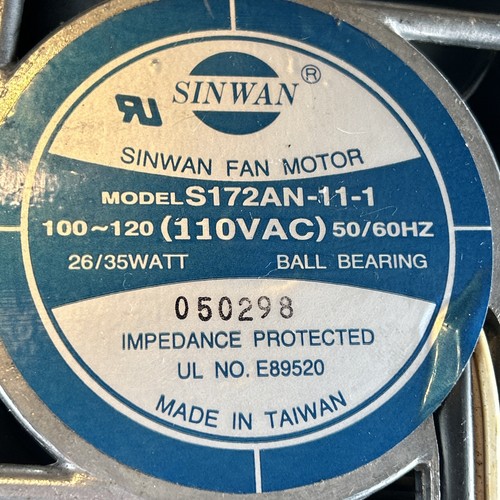 SINWAN ®
RU
SINWAN FAN MOTOR
MODEL S172AN-11-1
100~120 (110VAC) 50/60HZ
26/35WATT BALL BEARING
050298
IMPEDANCE PROTECTED
UL NO. E89520
MADE IN TAIWAN